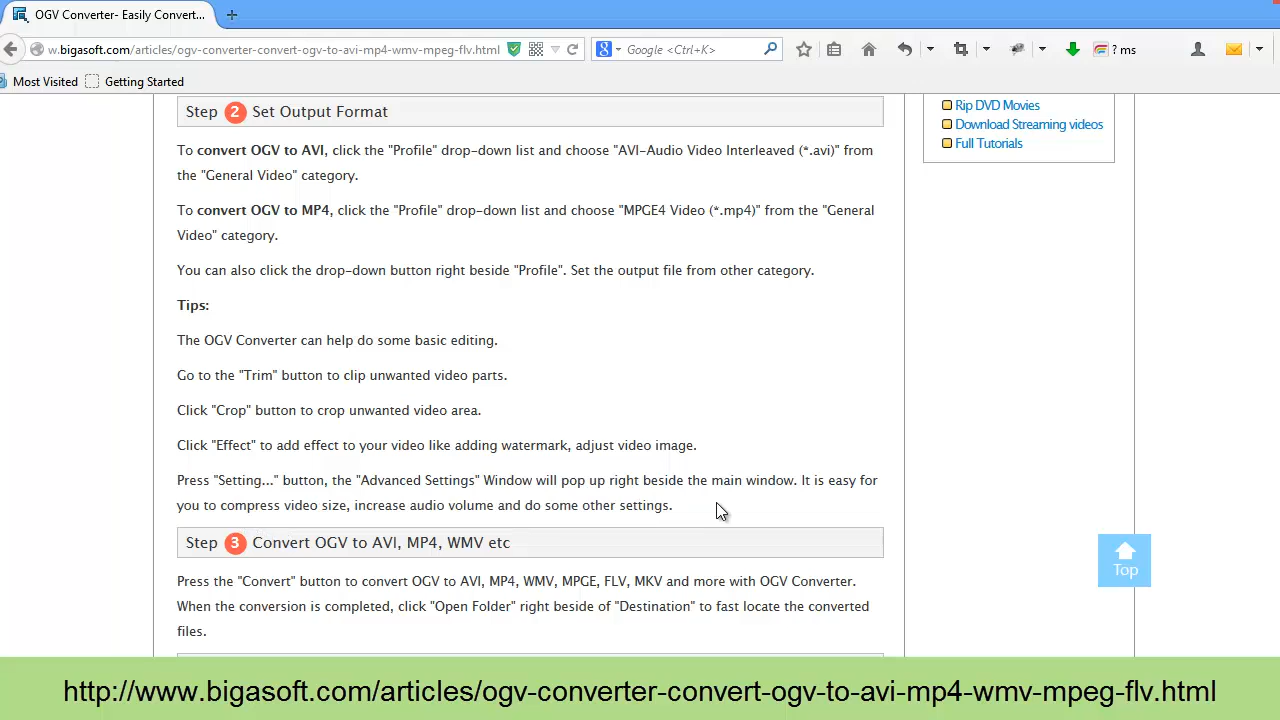 OGV Converter- Easily Convert...
w.bigasoft.com/articles/ogv-converter-convert-ogv-to-avi-mp4-wmv-mpeg-flv.html
Google <Ctrl+K>
? ms
Most Visited
Getting Started
Step 2 Set Output Format
To convert OGV to AVI, click the "Profile" drop-down list and choose "AVI-Audio Video Interleaved (*.avi)" from
the "General Video" category.
To convert OGV to MP4, click the "Profile" drop-down list and choose "MPGE4 Video (*.mp4)" from the "General
Video" category.
You can also click the drop-down button right beside "Profile". Set the output file from other category.
Tips:
The OGV Converter can help do some basic editing.
Go to the "Trim" button to clip unwanted video parts.
Click "Crop" button to crop unwanted video area.
Click "Effect" to add effect to your video like adding watermark, adjust video image.
Press "Setting..." button, the "Advanced Settings" Window will pop up right beside the main window. It is easy for
you to compress video size, increase audio volume and do some other settings.
Step 3 Convert OGV to AVI, MP4, WMV etc
Press the "Convert" button to convert OGV to AVI, MP4, WMV, MPGE, FLV, MKV and more with OGV Converter.
When the conversion is completed, click "Open Folder" right beside of "Destination" to fast locate the converted
files.
Rip DVD Movies
Download Streaming videos
Full Tutorials
Top
http://www.bigasoft.com/articles/ogv-converter-convert-ogv-to-avi-mp4-wmv-mpeg-flv.html